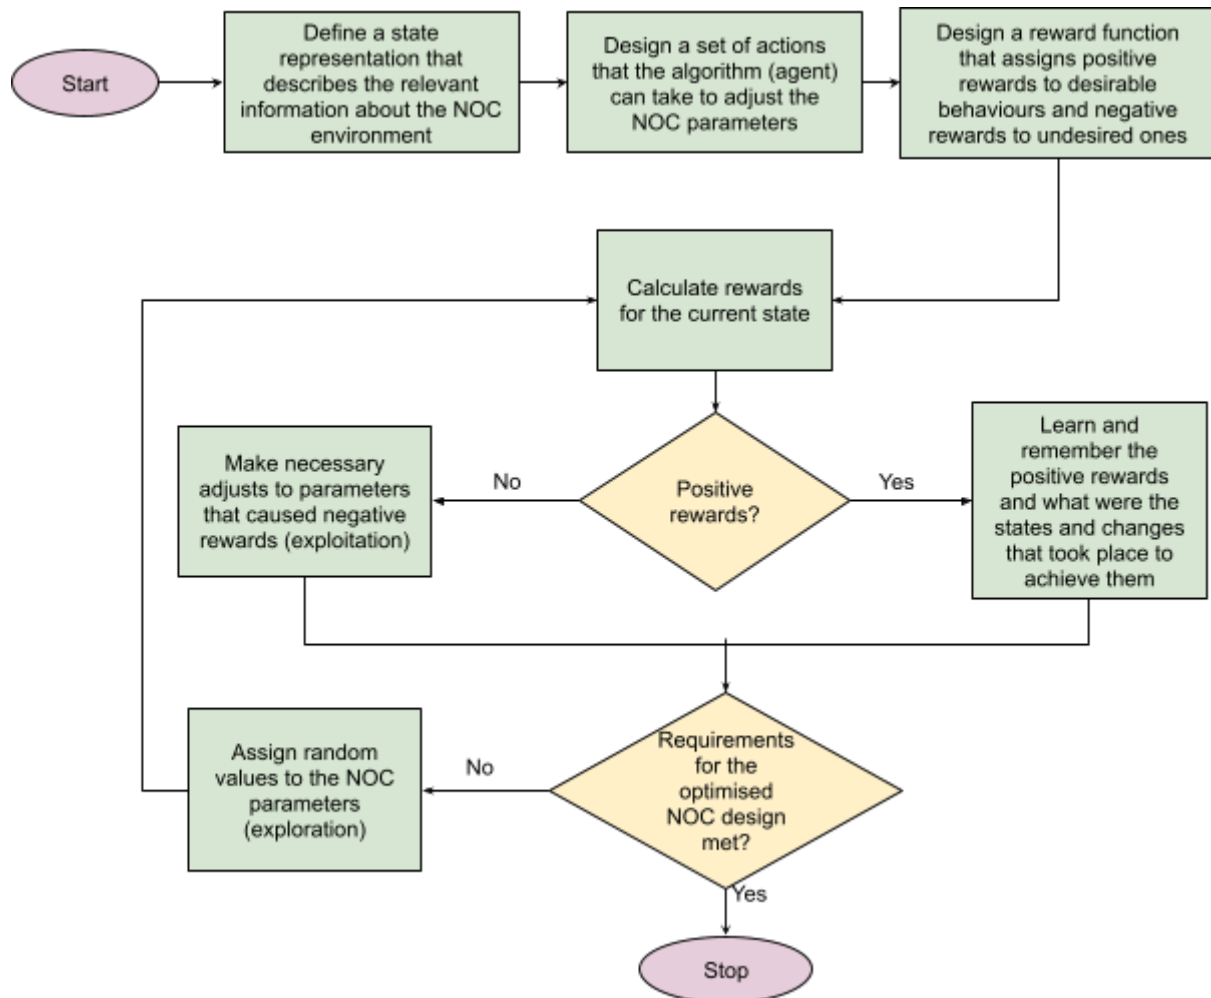 Start
Define a state
representation that
describes the relevant
information about the NOC
environment
Design a set of actions
that the algorithm (agent)
can take to adjust the
NOC parameters
Design a reward function
that assigns positive
rewards to desirable
behaviours and negative
rewards to undesired ones
Calculate rewards
for the current state
Positive
rewards?
No
Yes
Make necessary
adjusts to parameters
that caused negative
rewards (exploitation)
Learn and
remember the
positive rewards
and what were the
states and changes
that took place to
achieve them
Requirements
for the
optimised
NOC design
met?
No
Assign random
values to the NOC
parameters
(exploration)
Yes
Stop